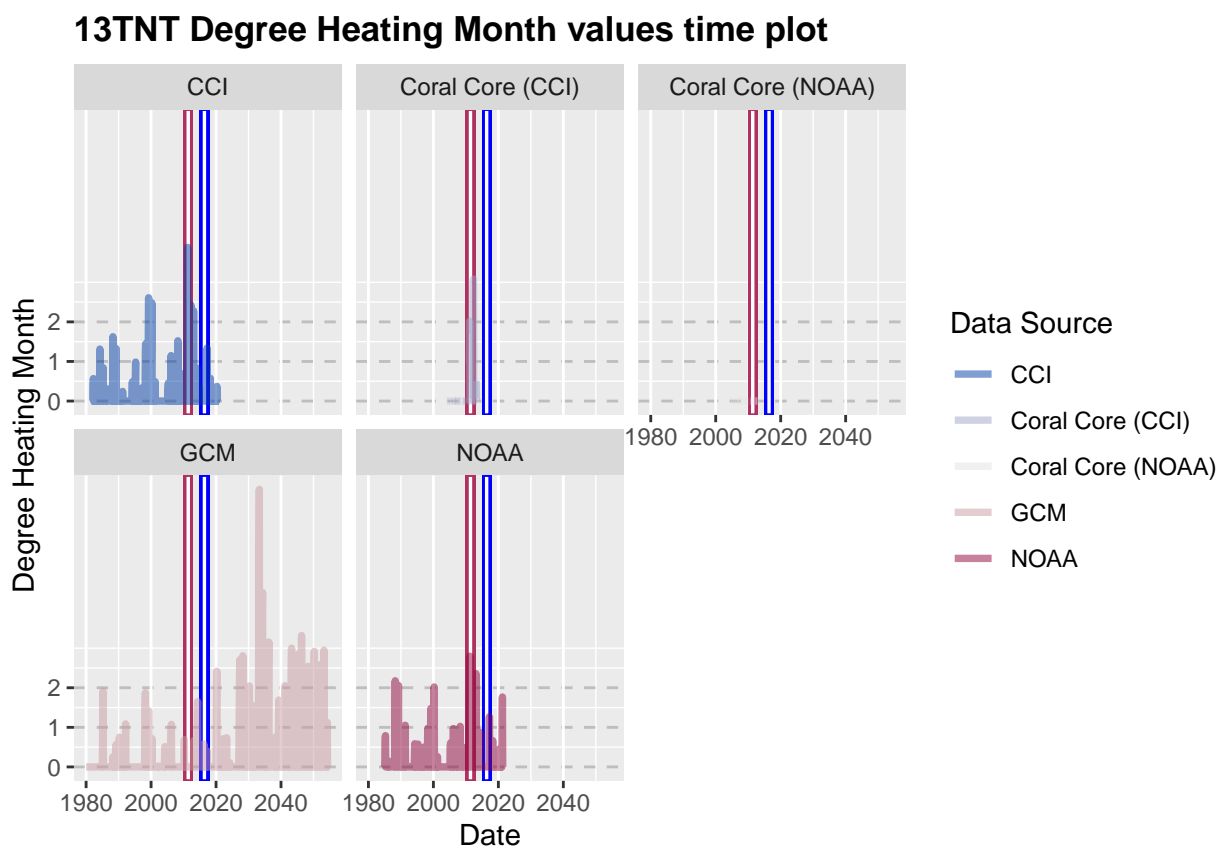 13TNT Degree Heating Month values time plot
CCI
Coral Core (CCI)
Coral Core (NOAA)
2
1
0
1980 2000 2020 2040
GCM
NOAA
2
1
0
1980 2000 2020 2040
1980 2000 2020 2040
Degree Heating Month
Date
Data Source
CCI
Coral Core (CCI)
Coral Core (NOAA)
GCM
NOAA